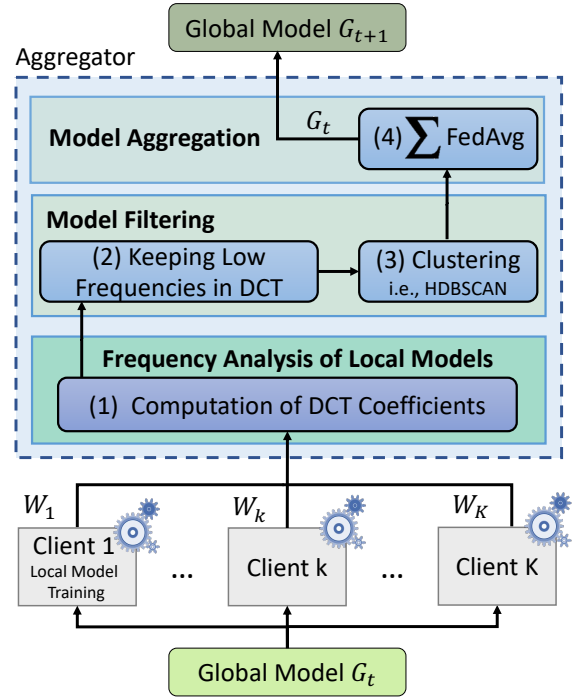 Global Model G_{t+1}
Aggregator
Model Aggregation
G_t
(4) ∑ FedAvg
Model Filtering
(2) Keeping Low
Frequencies in DCT
(3) Clustering
i.e., HDBSCAN
Frequency Analysis of Local Models
(1) Computation of DCT Coefficients
W_1
W_k
W_K
Client 1
Local Model
Training
...
Client k
...
Client K
Global Model G_t